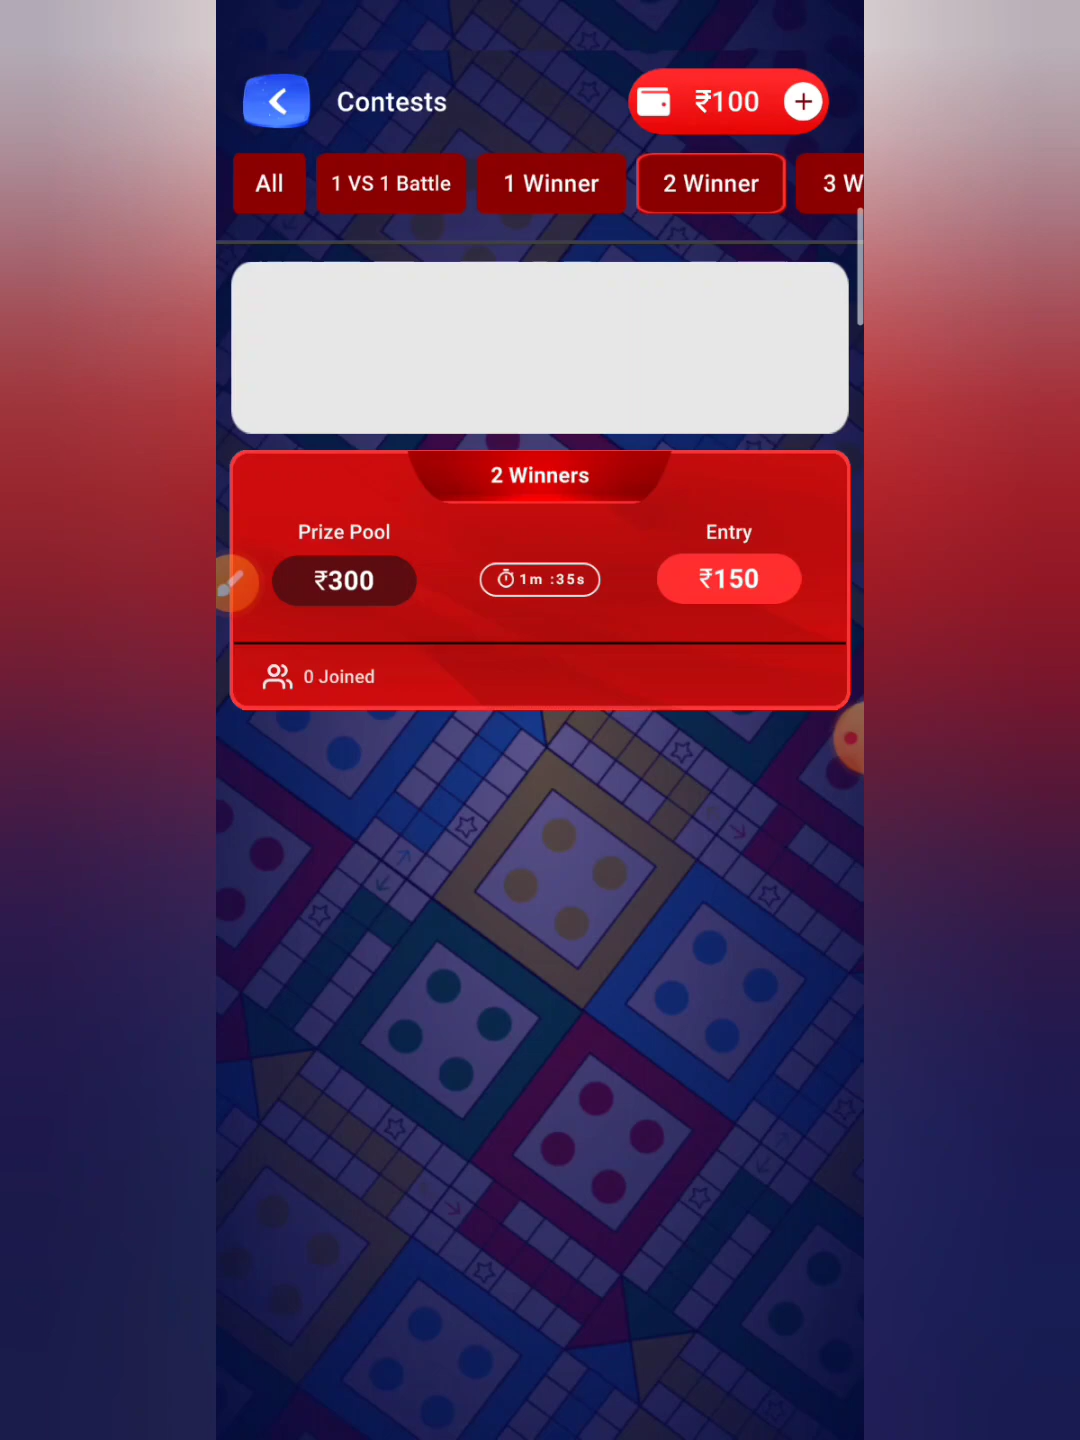 Contests
₹100
All
1 VS 1 Battle
1 Winner
2 Winner
3 W
2 Winners
Prize Pool
Entry
₹300
1m :35s
₹150
0 Joined